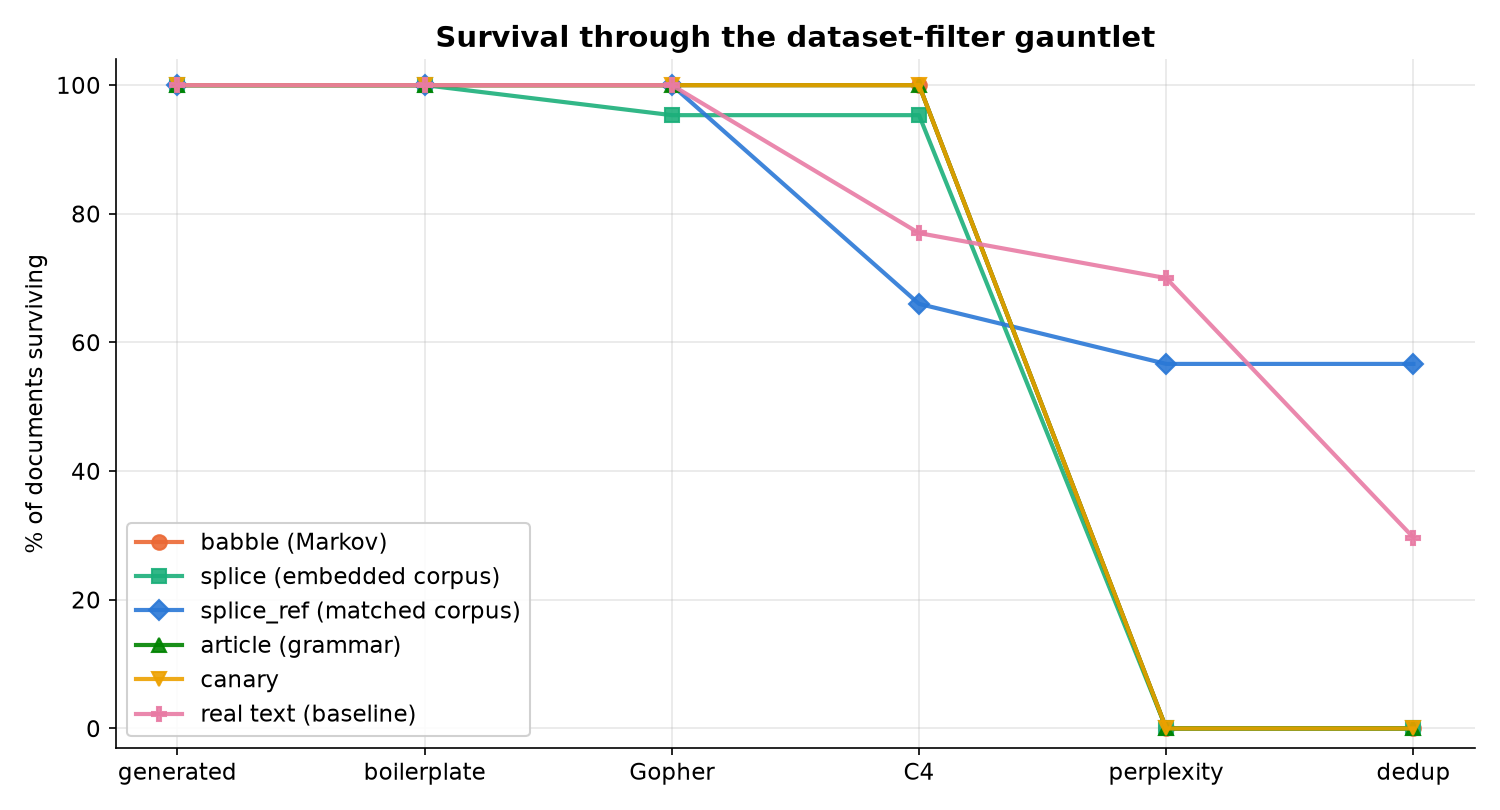 Survival through the dataset-filter gauntlet
% of documents surviving
100
80
60
40
20
0
babble (Markov)
splice (embedded corpus)
splice_ref (matched corpus)
article (grammar)
canary
real text (baseline)
generated
boilerplate
Gopher
C4
perplexity
dedup